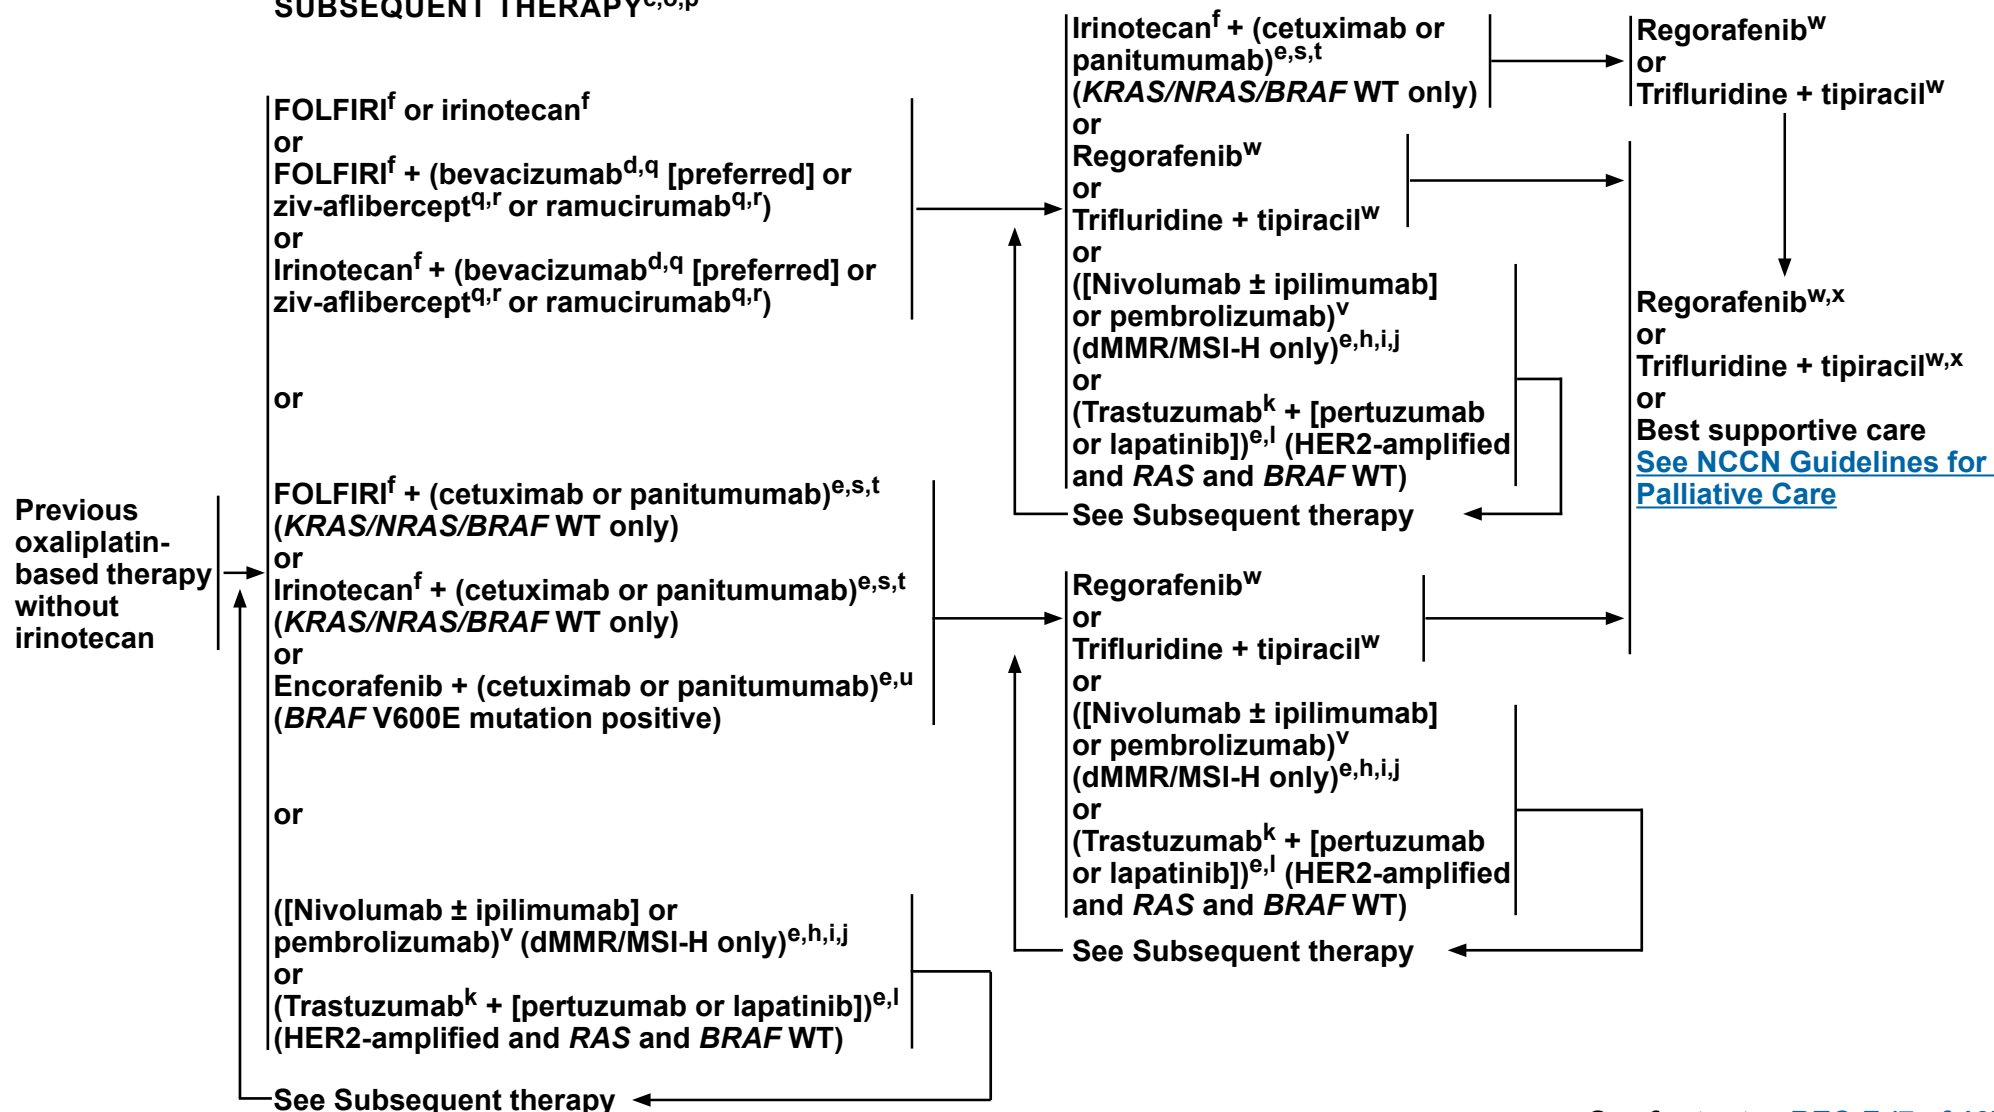 SUBSEQUENT THERAPYc,o,p
Previous
oxaliplatin-
based therapy
without
irinotecan
FOLFIRIf or irinotecanf
or
FOLFIRIf + (bevacizumabd,q [preferred] or
ziv-afliberceptq,r or ramucirumabq,r)
or
Irinotecanf + (bevacizumabd,q [preferred] or
ziv-afliberceptq,r or ramucirumabq,r)
or
FOLFIRIf + (cetuximab or panitumumab)e,s,t
(KRAS/NRAS/BRAF WT only)
or
Irinotecanf + (cetuximab or panitumumab)e,s,t
(KRAS/NRAS/BRAF WT only)
or
Encorafenib + (cetuximab or panitumumab)e,u
(BRAF V600E mutation positive)
or
([Nivolumab ± ipilimumab] or
pembrolizumab)v (dMMR/MSI-H only)e,h,i,j
or
(Trastuzumabk + [pertuzumab or lapatinib])e,l
(HER2-amplified and RAS and BRAF WT)
See Subsequent therapy
Irinotecanf + (cetuximab or
panitumumab)e,s,t
(KRAS/NRAS/BRAF WT only)
or
Regorafenibw
or
Trifluridine + tipiracilw
or
([Nivolumab ± ipilimumab]
or pembrolizumab)v
(dMMR/MSI-H only)e,h,i,j
or
(Trastuzumabk + [pertuzumab
or lapatinib])e,l (HER2-amplified
and RAS and BRAF WT)
See Subsequent therapy
Regorafenibw
or
Trifluridine + tipiracilw
or
([Nivolumab ± ipilimumab]
or pembrolizumab)v
(dMMR/MSI-H only)e,h,i,j
or
(Trastuzumabk + [pertuzumab
or lapatinib])e,l (HER2-amplified
and RAS and BRAF WT)
See Subsequent therapy
Regorafenibw
or
Trifluridine + tipiracilw
Regorafenibw,x
or
Trifluridine + tipiracilw,x
or
Best supportive care
See NCCN Guidelines for
Palliative Care